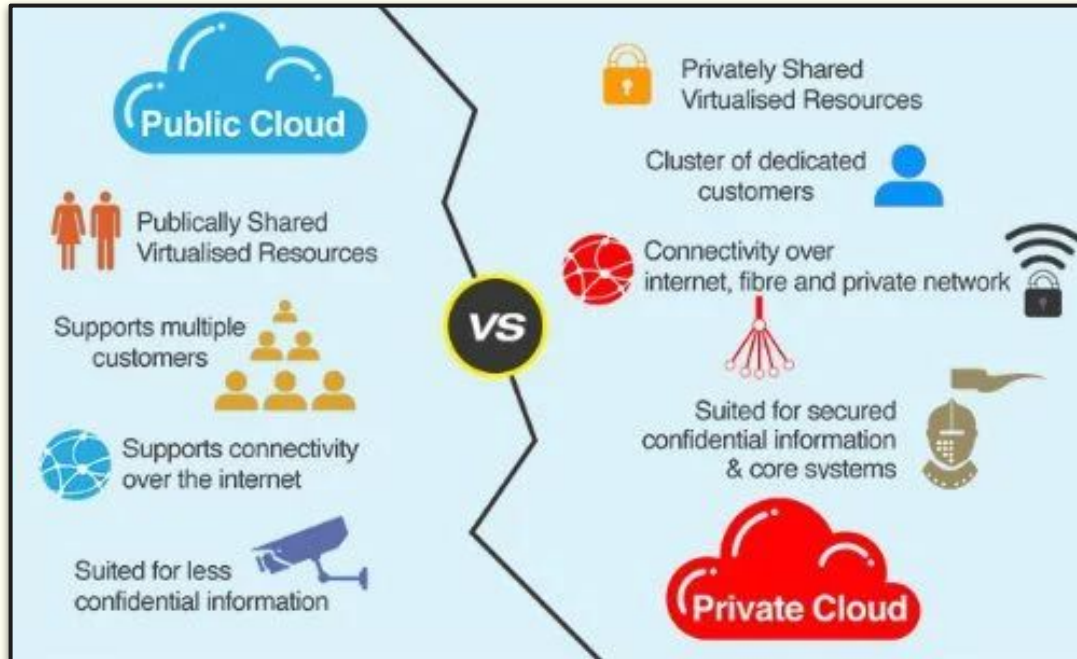 Public Cloud
Publically Shared
Virtualised Resources
Supports multiple
customers
Supports connectivity
over the internet
Suited for less
confidential information
VS
Privately Shared
Virtualised Resources
Cluster of dedicated
customers
Connectivity over
internet, fibre and private network
Suited for secured
confidential information
& core systems
Private Cloud